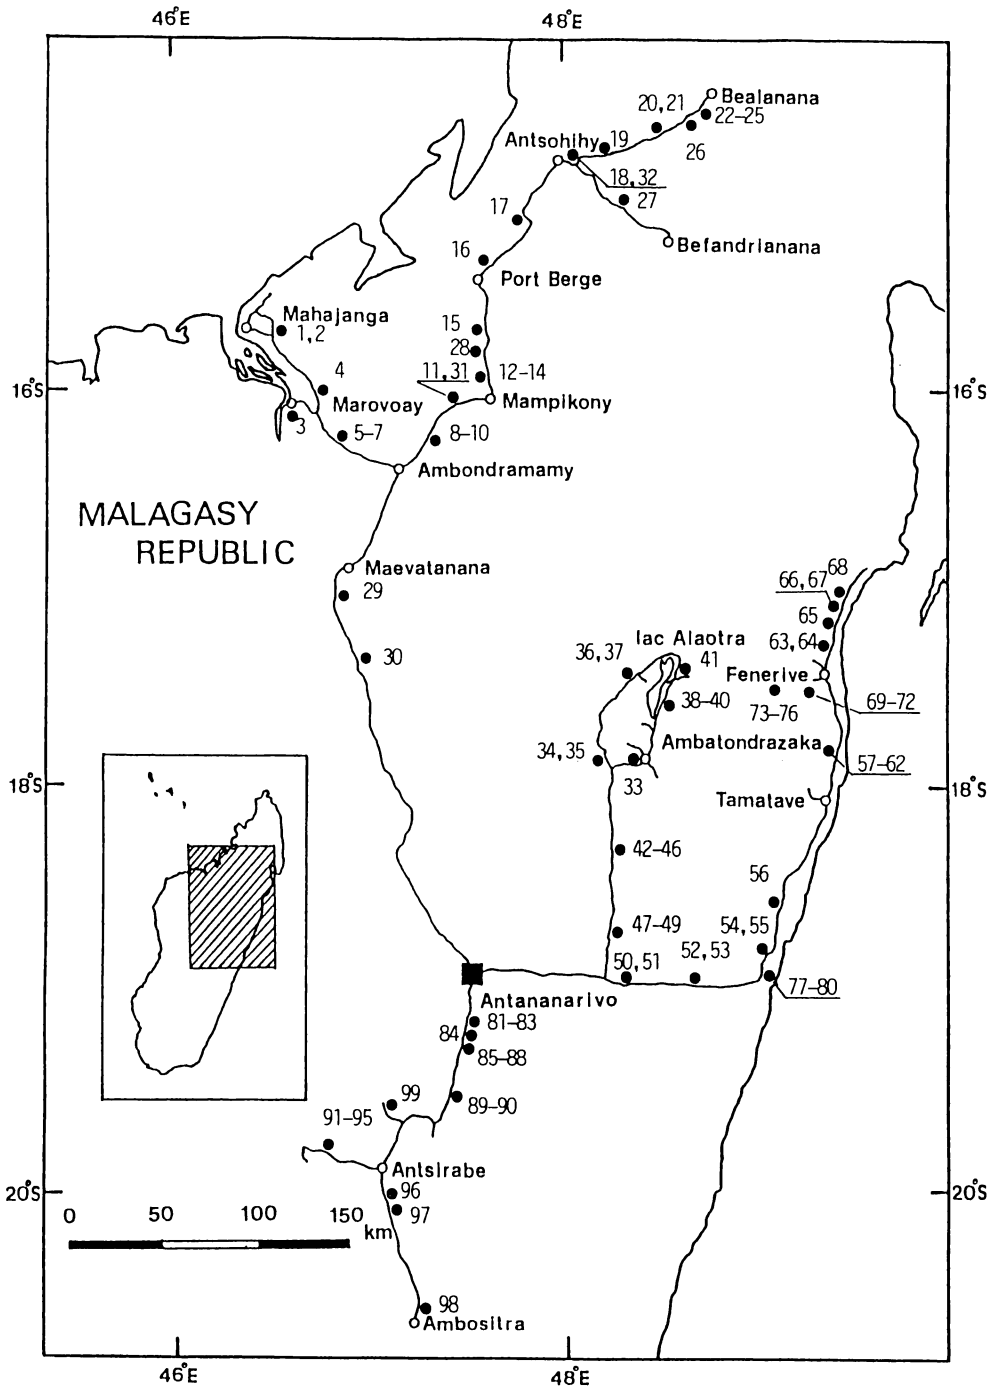 46°E
48°E
Bealanana
20,21
22–25
Antsohihy
19
26
18,32
27
17
Befandrianana
16
Port Berge
Mahajanga
1,2
15
28
4
11,31
12–14
16°S
16°S
Marovoay
Mampikony
3
5–7
8–10
Ambondramamy
MALAGASY
REPUBLIC
Maevatanana
29
68
66,67
65
63,64
lac Alaotra
36,37
41
30
Fenerive
38–40
73–76
69–72
Ambatondrazaka
34,35
57–62
33
18°S
18°S
Tamatave
42–46
56
47–49
54,55
50,51
52,53
77–80
Antananarivo
81–83
84
85–88
99
89–90
91–95
Antsirabe
96
20°S
20°S
97
0 50 100 150
km
98
Ambositra
46°E
48°E